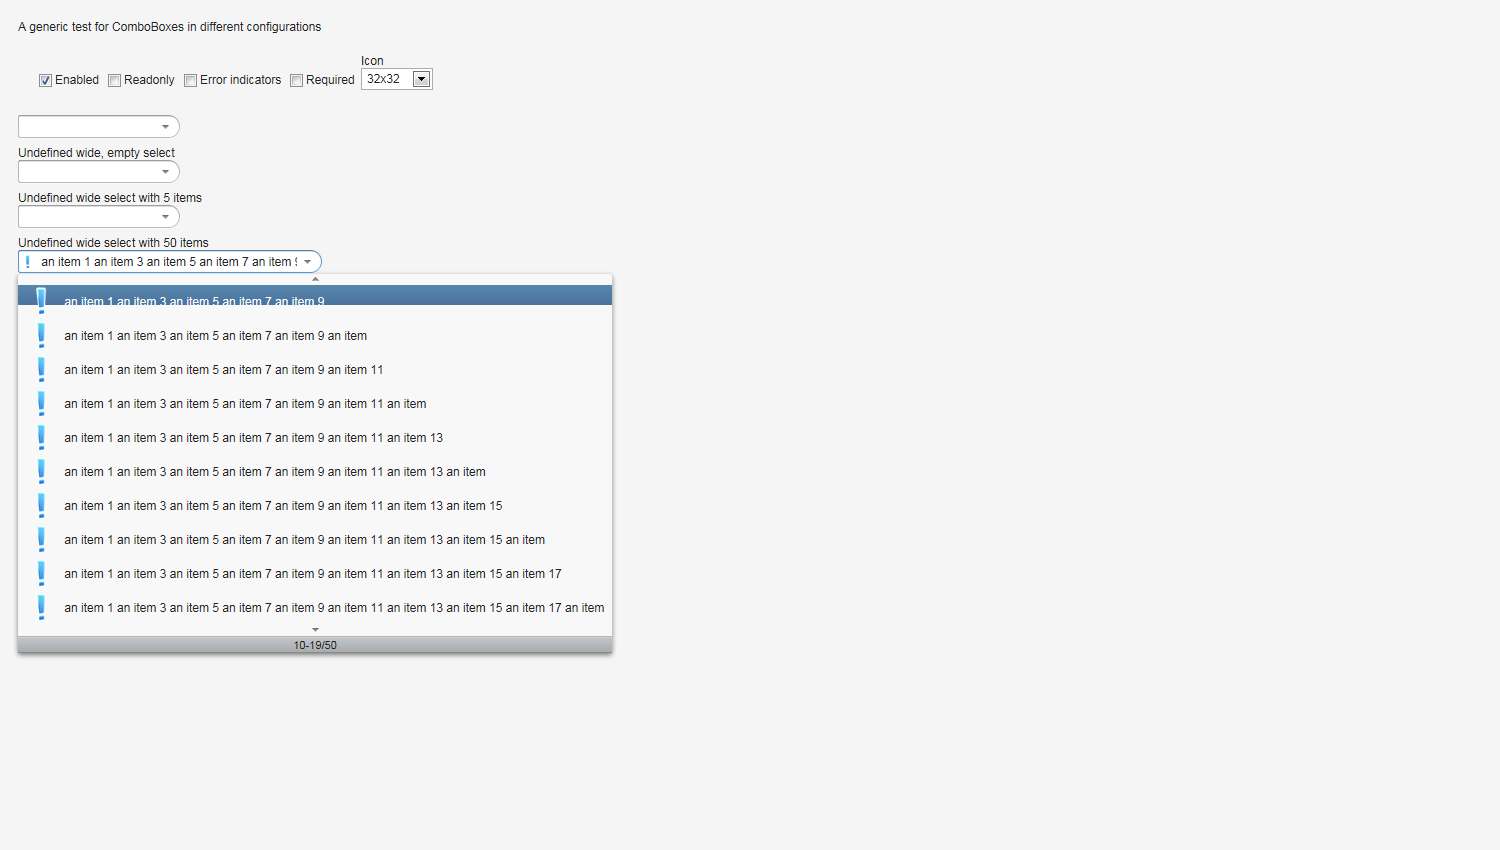 A generic test for ComboBoxes in different configurations
Icon
Enabled Readonly Error indicators Required 32x32
Undefined wide, empty select
Undefined wide select with 5 items
Undefined wide select with 50 items
an item 1 an item 3 an item 5 an item 7 an item 9
an item 1 an item 3 an item 5 an item 7 an item 9
an item 1 an item 3 an item 5 an item 7 an item 9 an item
an item 1 an item 3 an item 5 an item 7 an item 9 an item 11
an item 1 an item 3 an item 5 an item 7 an item 9 an item 11 an item
an item 1 an item 3 an item 5 an item 7 an item 9 an item 11 an item 13
an item 1 an item 3 an item 5 an item 7 an item 9 an item 11 an item 13 an item
an item 1 an item 3 an item 5 an item 7 an item 9 an item 11 an item 13 an item 15
an item 1 an item 3 an item 5 an item 7 an item 9 an item 11 an item 13 an item 15 an item
an item 1 an item 3 an item 5 an item 7 an item 9 an item 11 an item 13 an item 15 an item 17
an item 1 an item 3 an item 5 an item 7 an item 9 an item 11 an item 13 an item 15 an item 17 an item
10-19/50